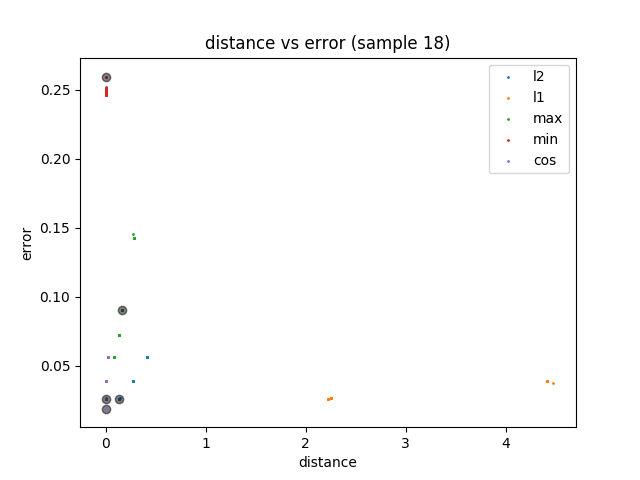 distance vs error (sample 18)
l2
l1
max
min
cos
0.25
0.20
0.15
0.10
0.05
error
0
1
2
3
4
distance